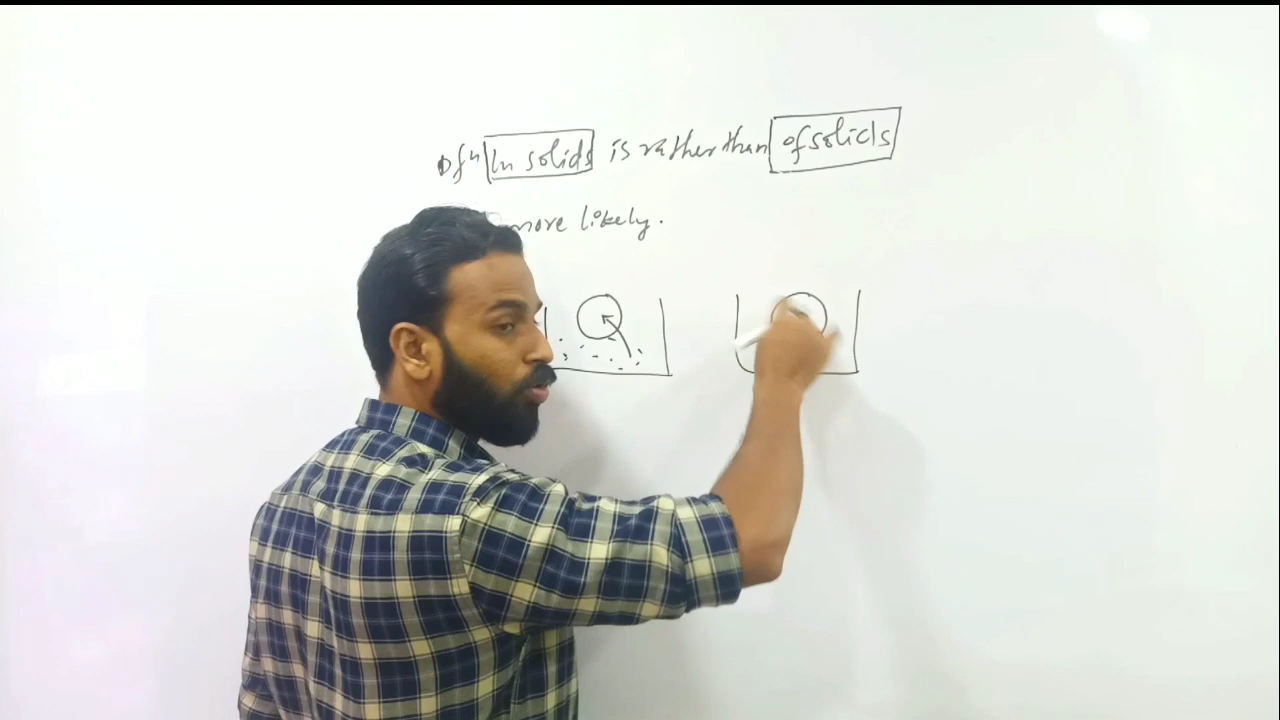 Dfⁿ in solids is rather than of solids
more likely.